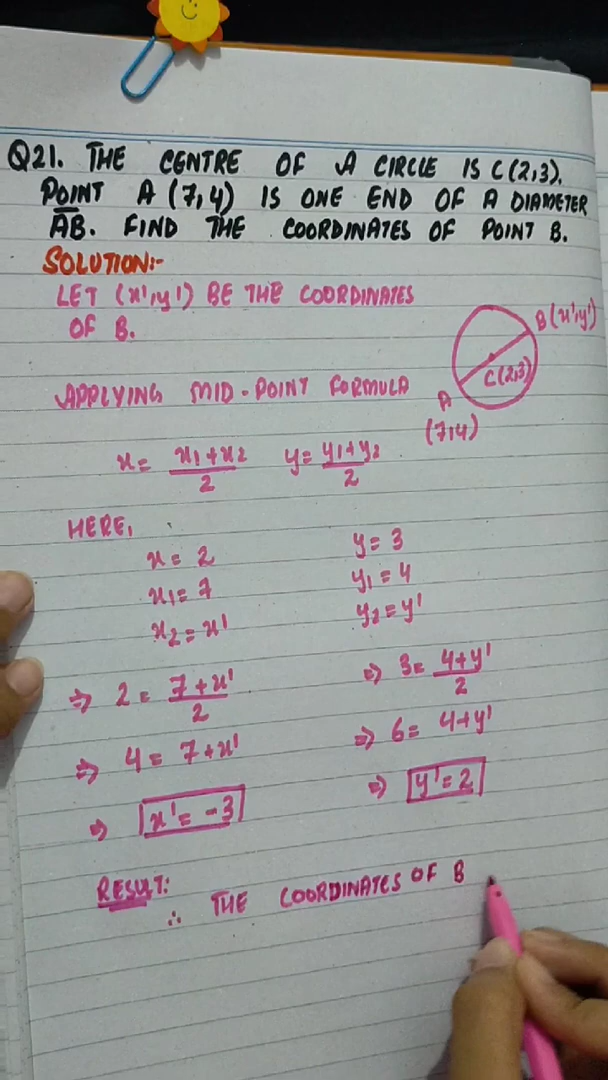 Q21. THE CENTRE OF A CIRCLE IS C(2,3).
POINT A (7,4) IS ONE END OF A DIAMETER
AB. FIND THE COORDINATES OF POINT B.
SOLUTION:-
LET (x',y') BE THE COORDINATES
OF B.
B(x',y')
C(2,3)
A
(7,4)
APPLYING MID-POINT FORMULA
x = x₁+x₂/2 y = y₁+y₂/2
HERE,
x = 2 y = 3
x₁ = 7 y₁ = 4
x₂ = x' y₂ = y'
⇒ 2 = 7+x'/2 ⇒ 3 = 4+y'/2
⇒ 4 = 7+x' ⇒ 6 = 4+y'
⇒ x' = -3 ⇒ y' = 2
RESULT:
∴ THE COORDINATES OF B